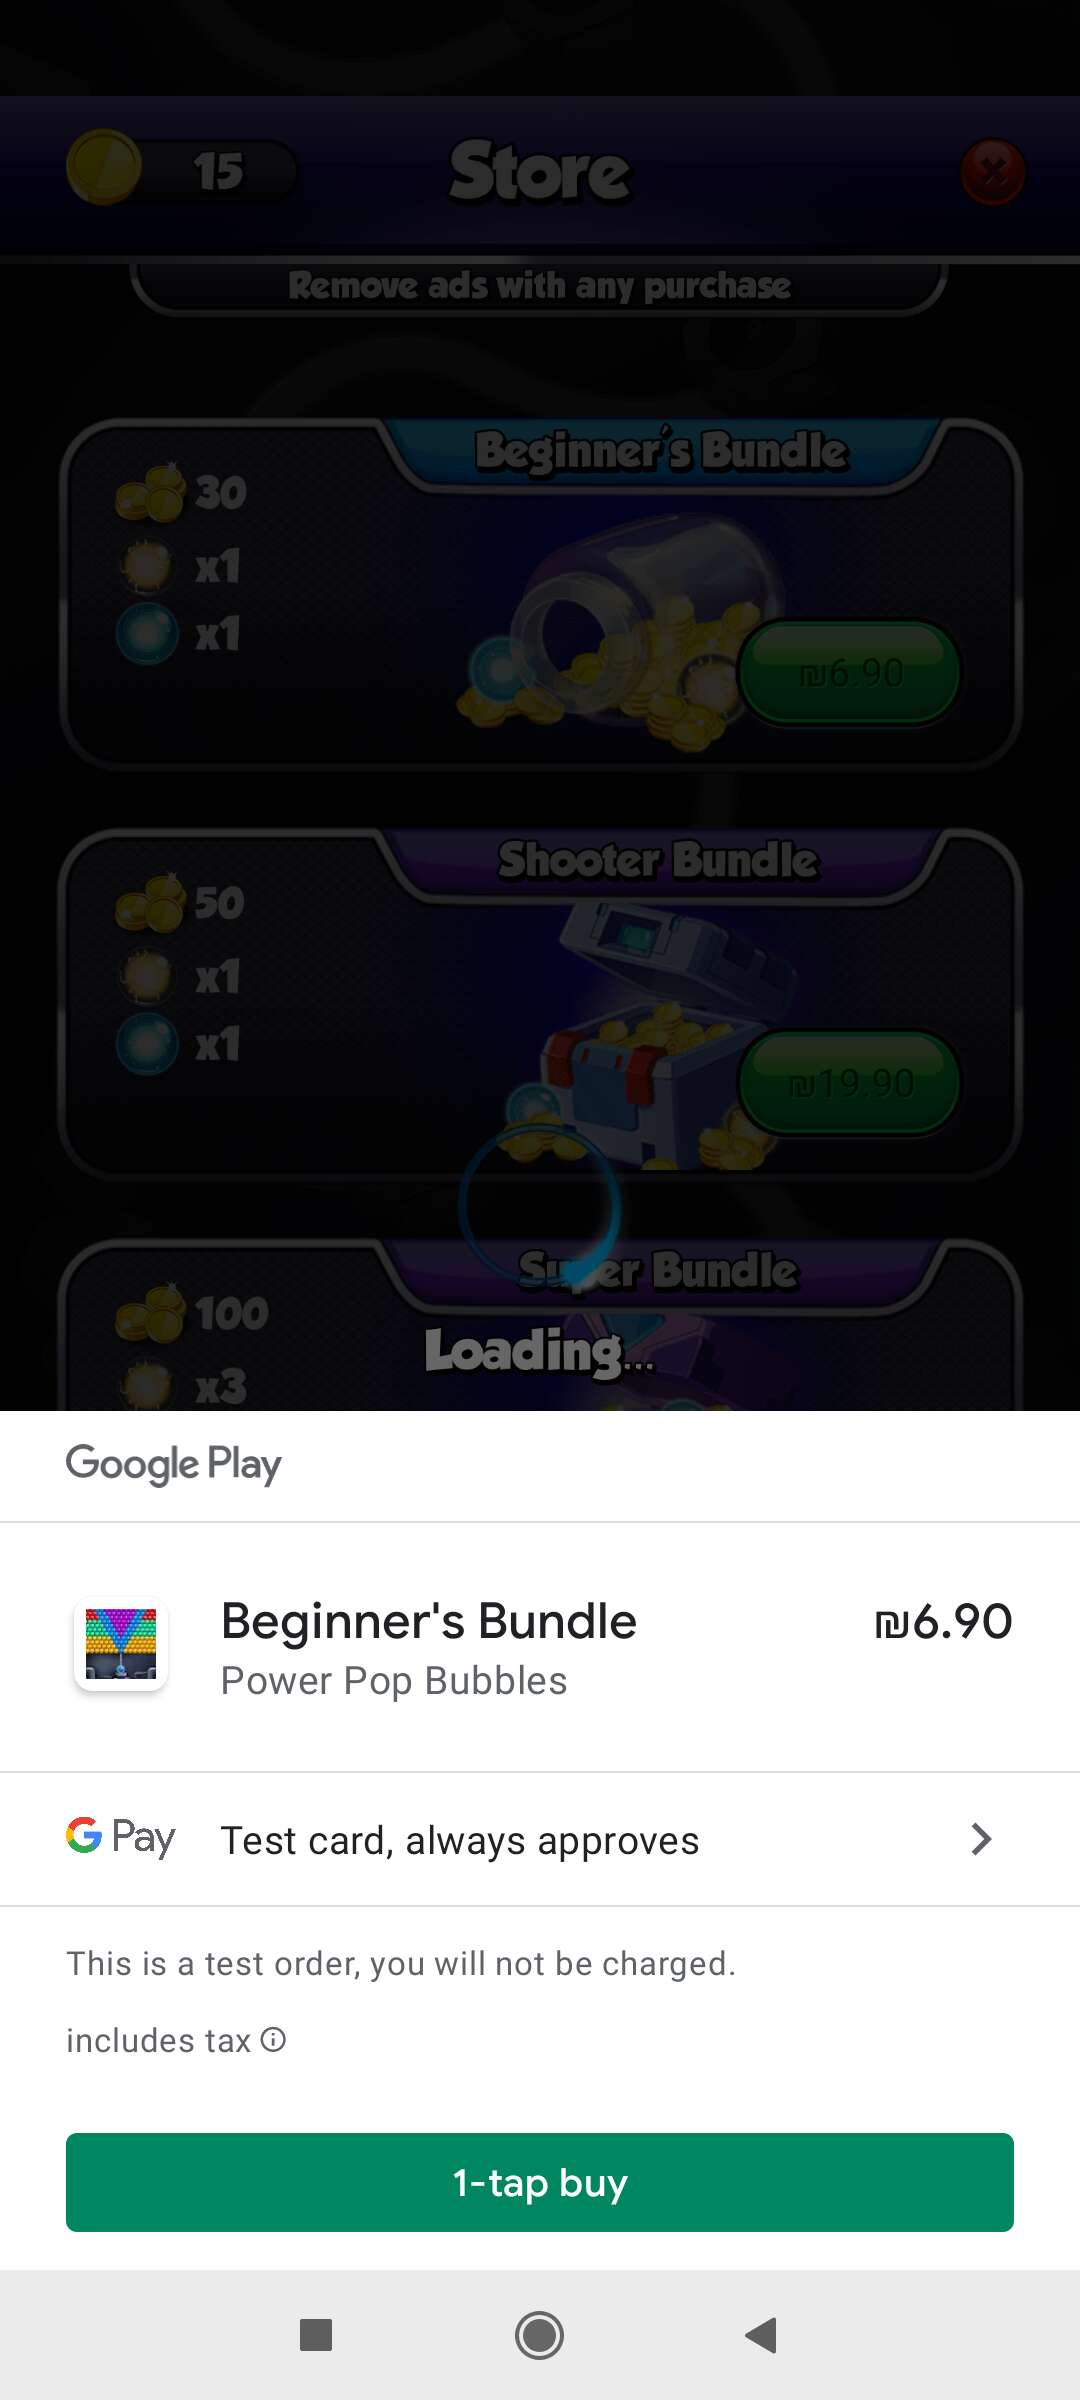 15
Store
Remove ads with any purchase
Beginner's Bundle
30
x1
x1
₪6.90
Shooter Bundle
50
x1
x1
₪19.90
Super Bundle
100
Loading...
x3
Google Play
Beginner's Bundle
₪6.90
Power Pop Bubbles
G Pay
Test card, always approves
This is a test order, you will not be charged.
includes tax
1-tap buy